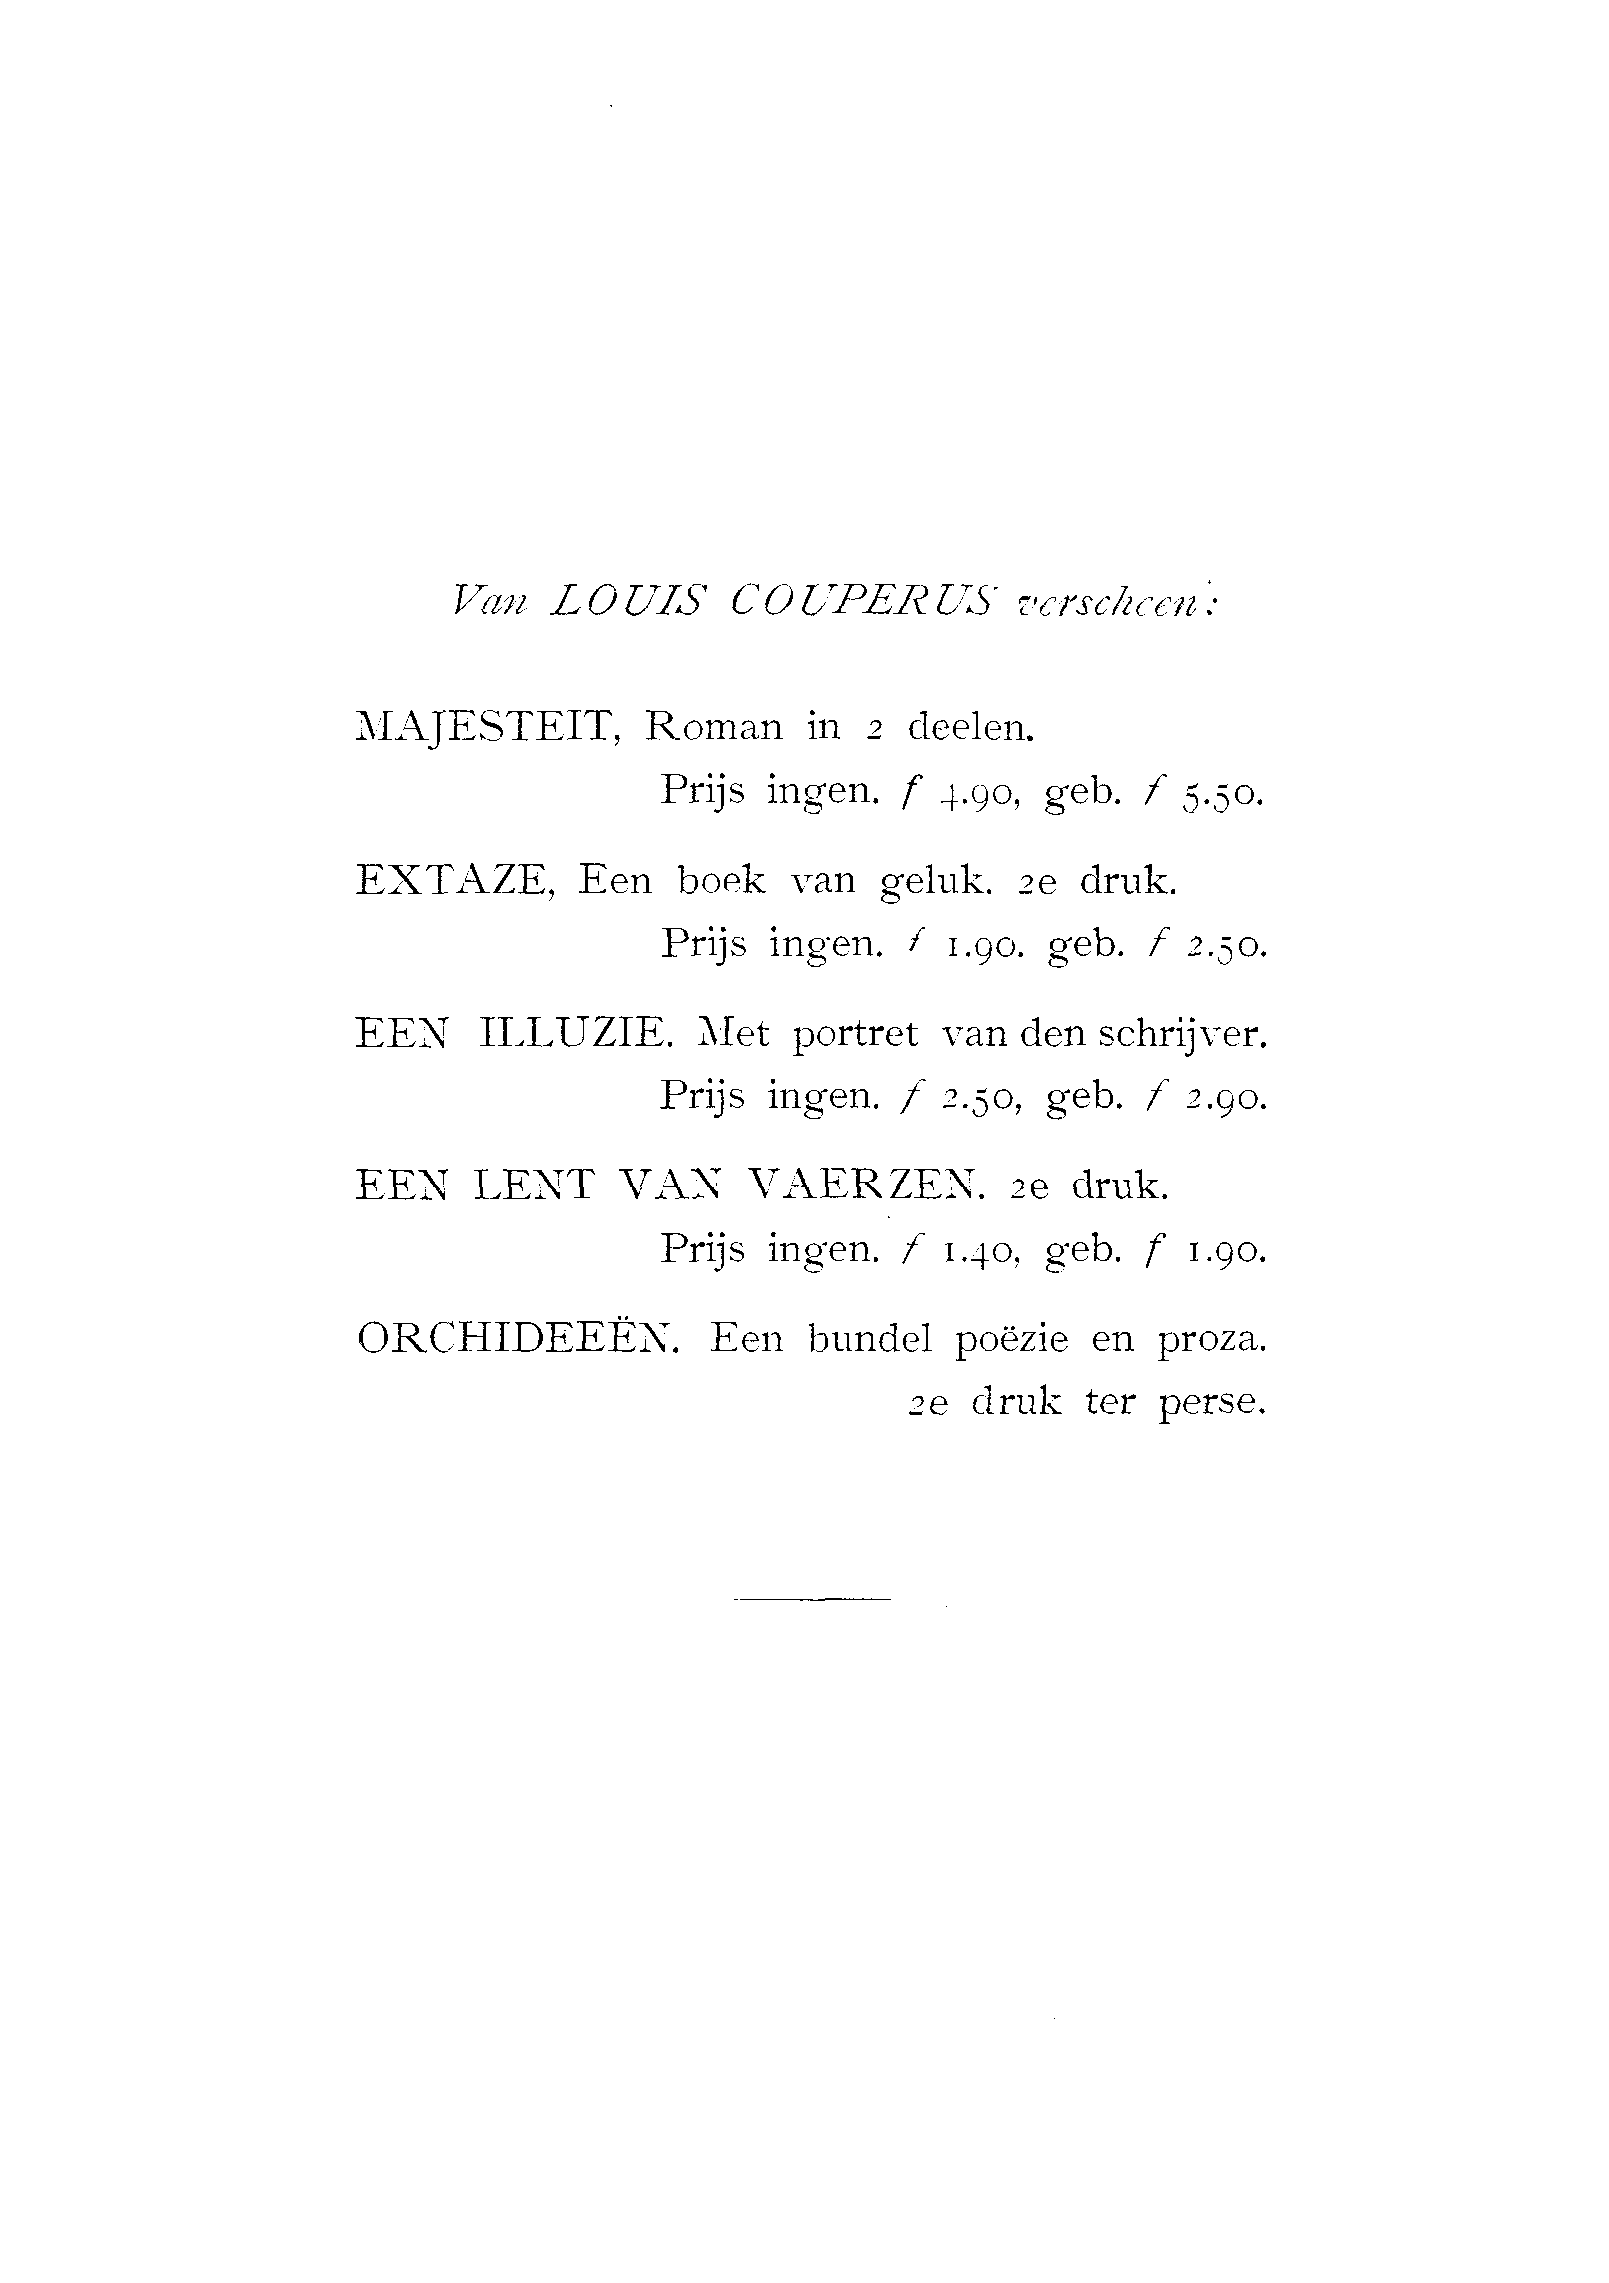 Van LOUIS COUPERUS verscheen:
MAJESTEIT, Roman in 2 deelen.
Prijs ingen. f 4.90, geb. f 5.50.
EXTAZE, Een boek van geluk. 2e druk.
Prijs ingen. f 1.90. geb. f 2.50.
EEN ILLUZIE. Met portret van den schrijver.
Prijs ingen. f 2.50, geb. f 2.90.
EEN LENT VAN VAERZEN. 2e druk.
Prijs ingen. f 1.40, geb. f 1.90.
ORCHIDEEËN. Een bundel poëzie en proza.
2e druk ter perse.